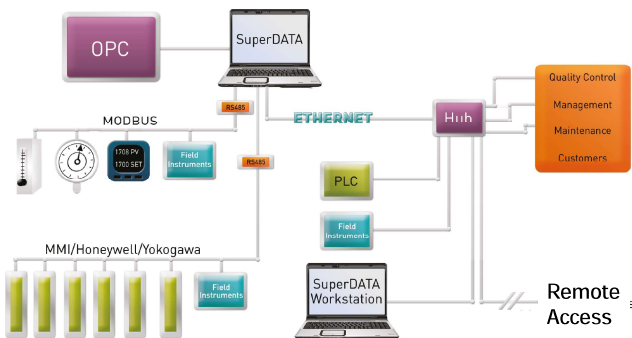 OPC
SuperDATA
Quality Control
Management
Maintenance
Customers
RS485
ETHERNET
Hub
MODBUS
1708 PV
1700 SET
Field
Instruments
RS485
PLC
Field
Instruments
MMI/Honeywell/Yokogawa
Field
Instruments
SuperDATA
Workstation
Remote
Access